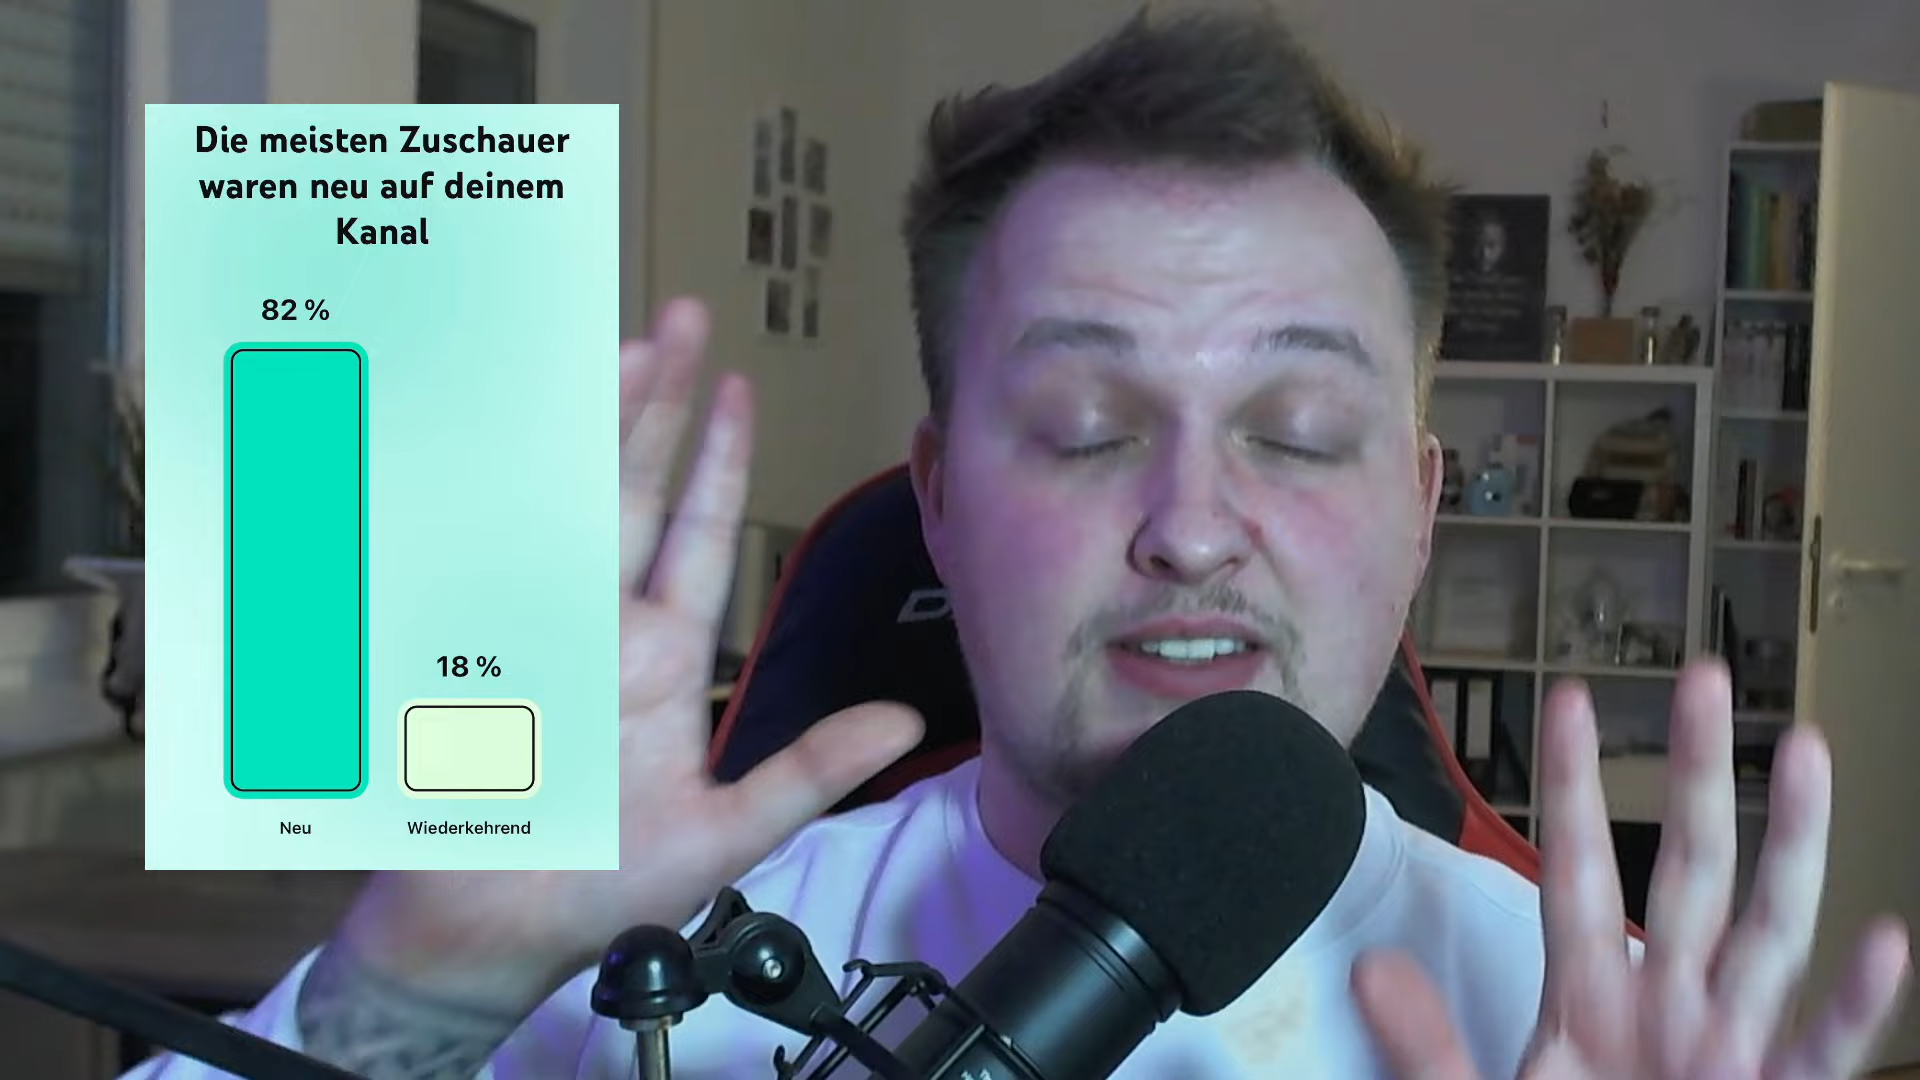 Die meisten Zuschauer
waren neu auf deinem
Kanal
82 %
18 %
Neu
Wiederkehrend